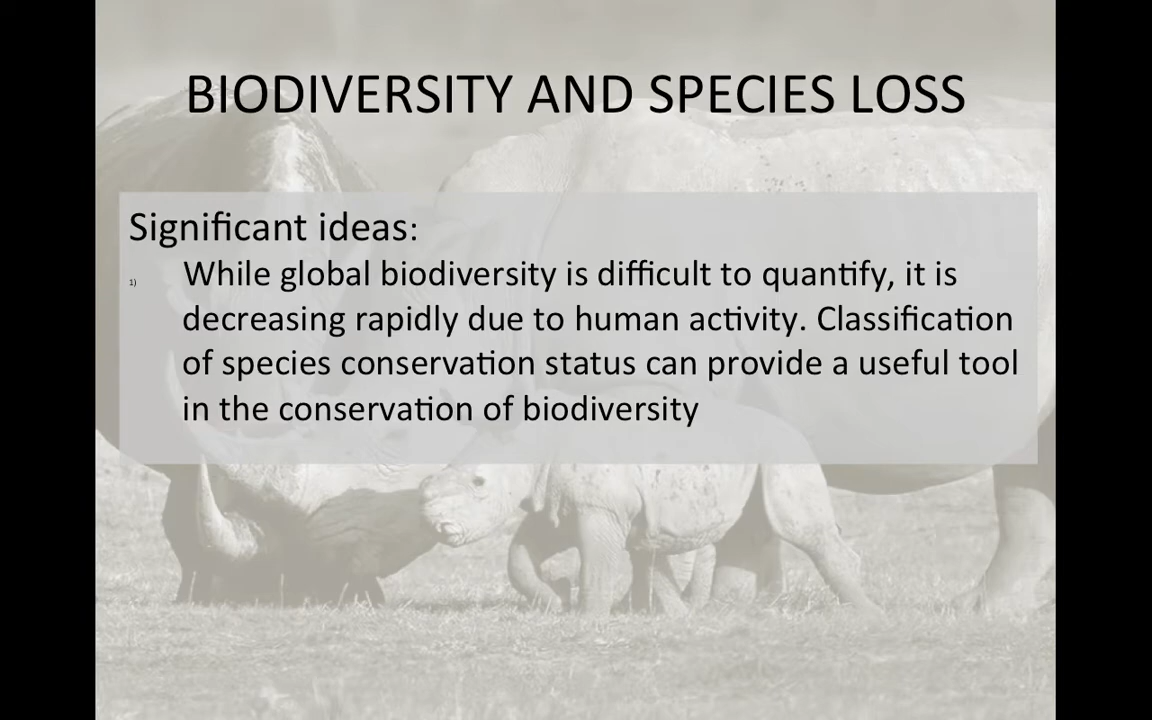 BIODIVERSITY AND SPECIES LOSS
Significant ideas:
1) While global biodiversity is difficult to quantify, it is
decreasing rapidly due to human activity. Classification
of species conservation status can provide a useful tool
in the conservation of biodiversity